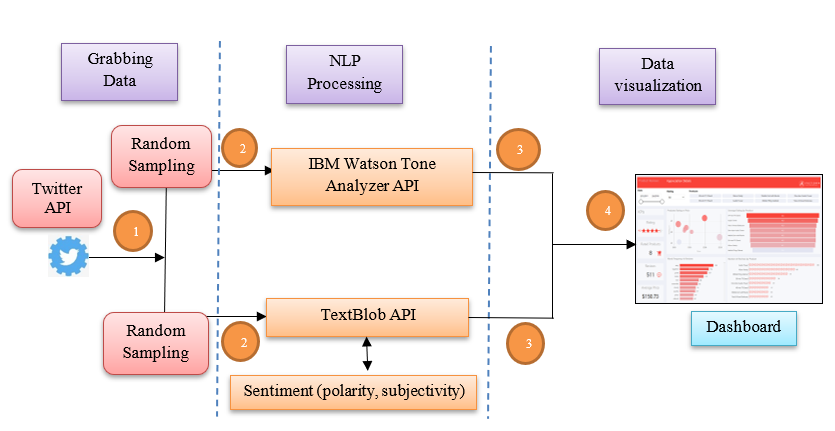 Grabbing
Data
NLP
Processing
Data
visualization
Random
Sampling
2
IBM Watson Tone
Analyzer API
3
Twitter
API
1
4
Random
Sampling
2
TextBlob API
3
Dashboard
Sentiment (polarity, subjectivity)